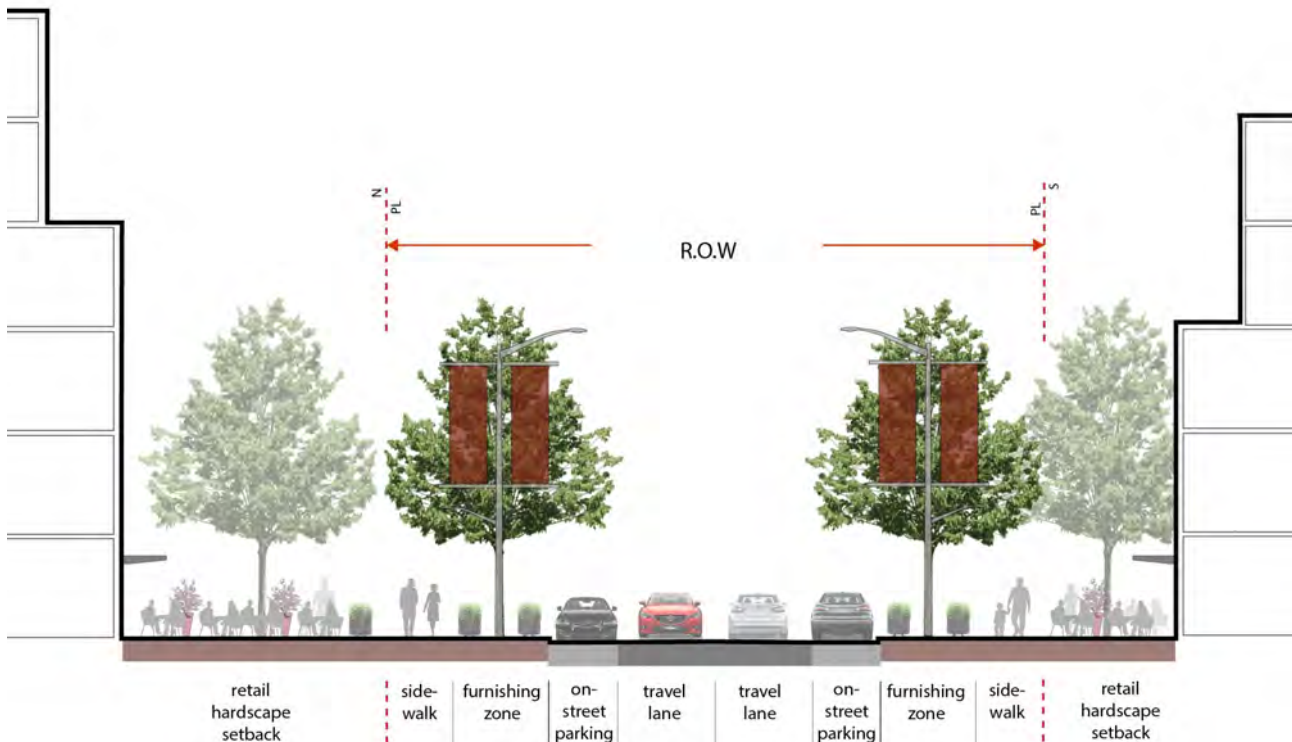 N
PL
S
PL
R.O.W
retail
hardscape
setback
side-
walk
furnishing
zone
on-
street
parking
travel
lane
travel
lane
on-
street
parking
furnishing
zone
side-
walk
retail
hardscape
setback